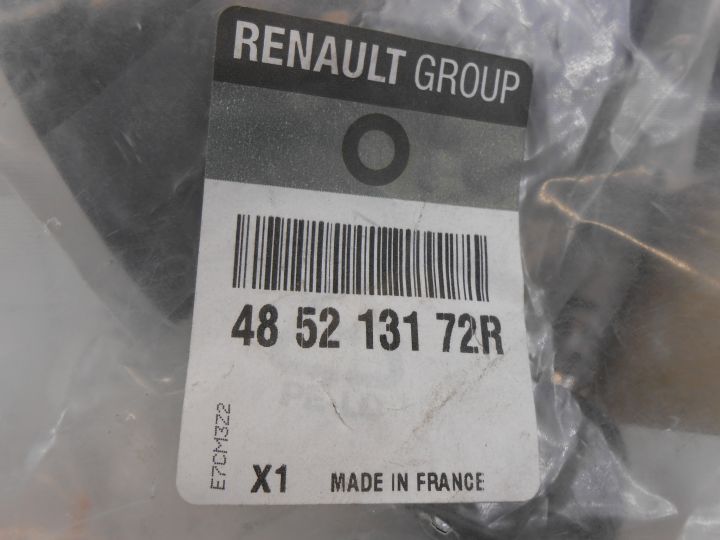 RENAULT GROUP
48 52 131 72R
E7CM3Z2
X1 MADE IN FRANCE